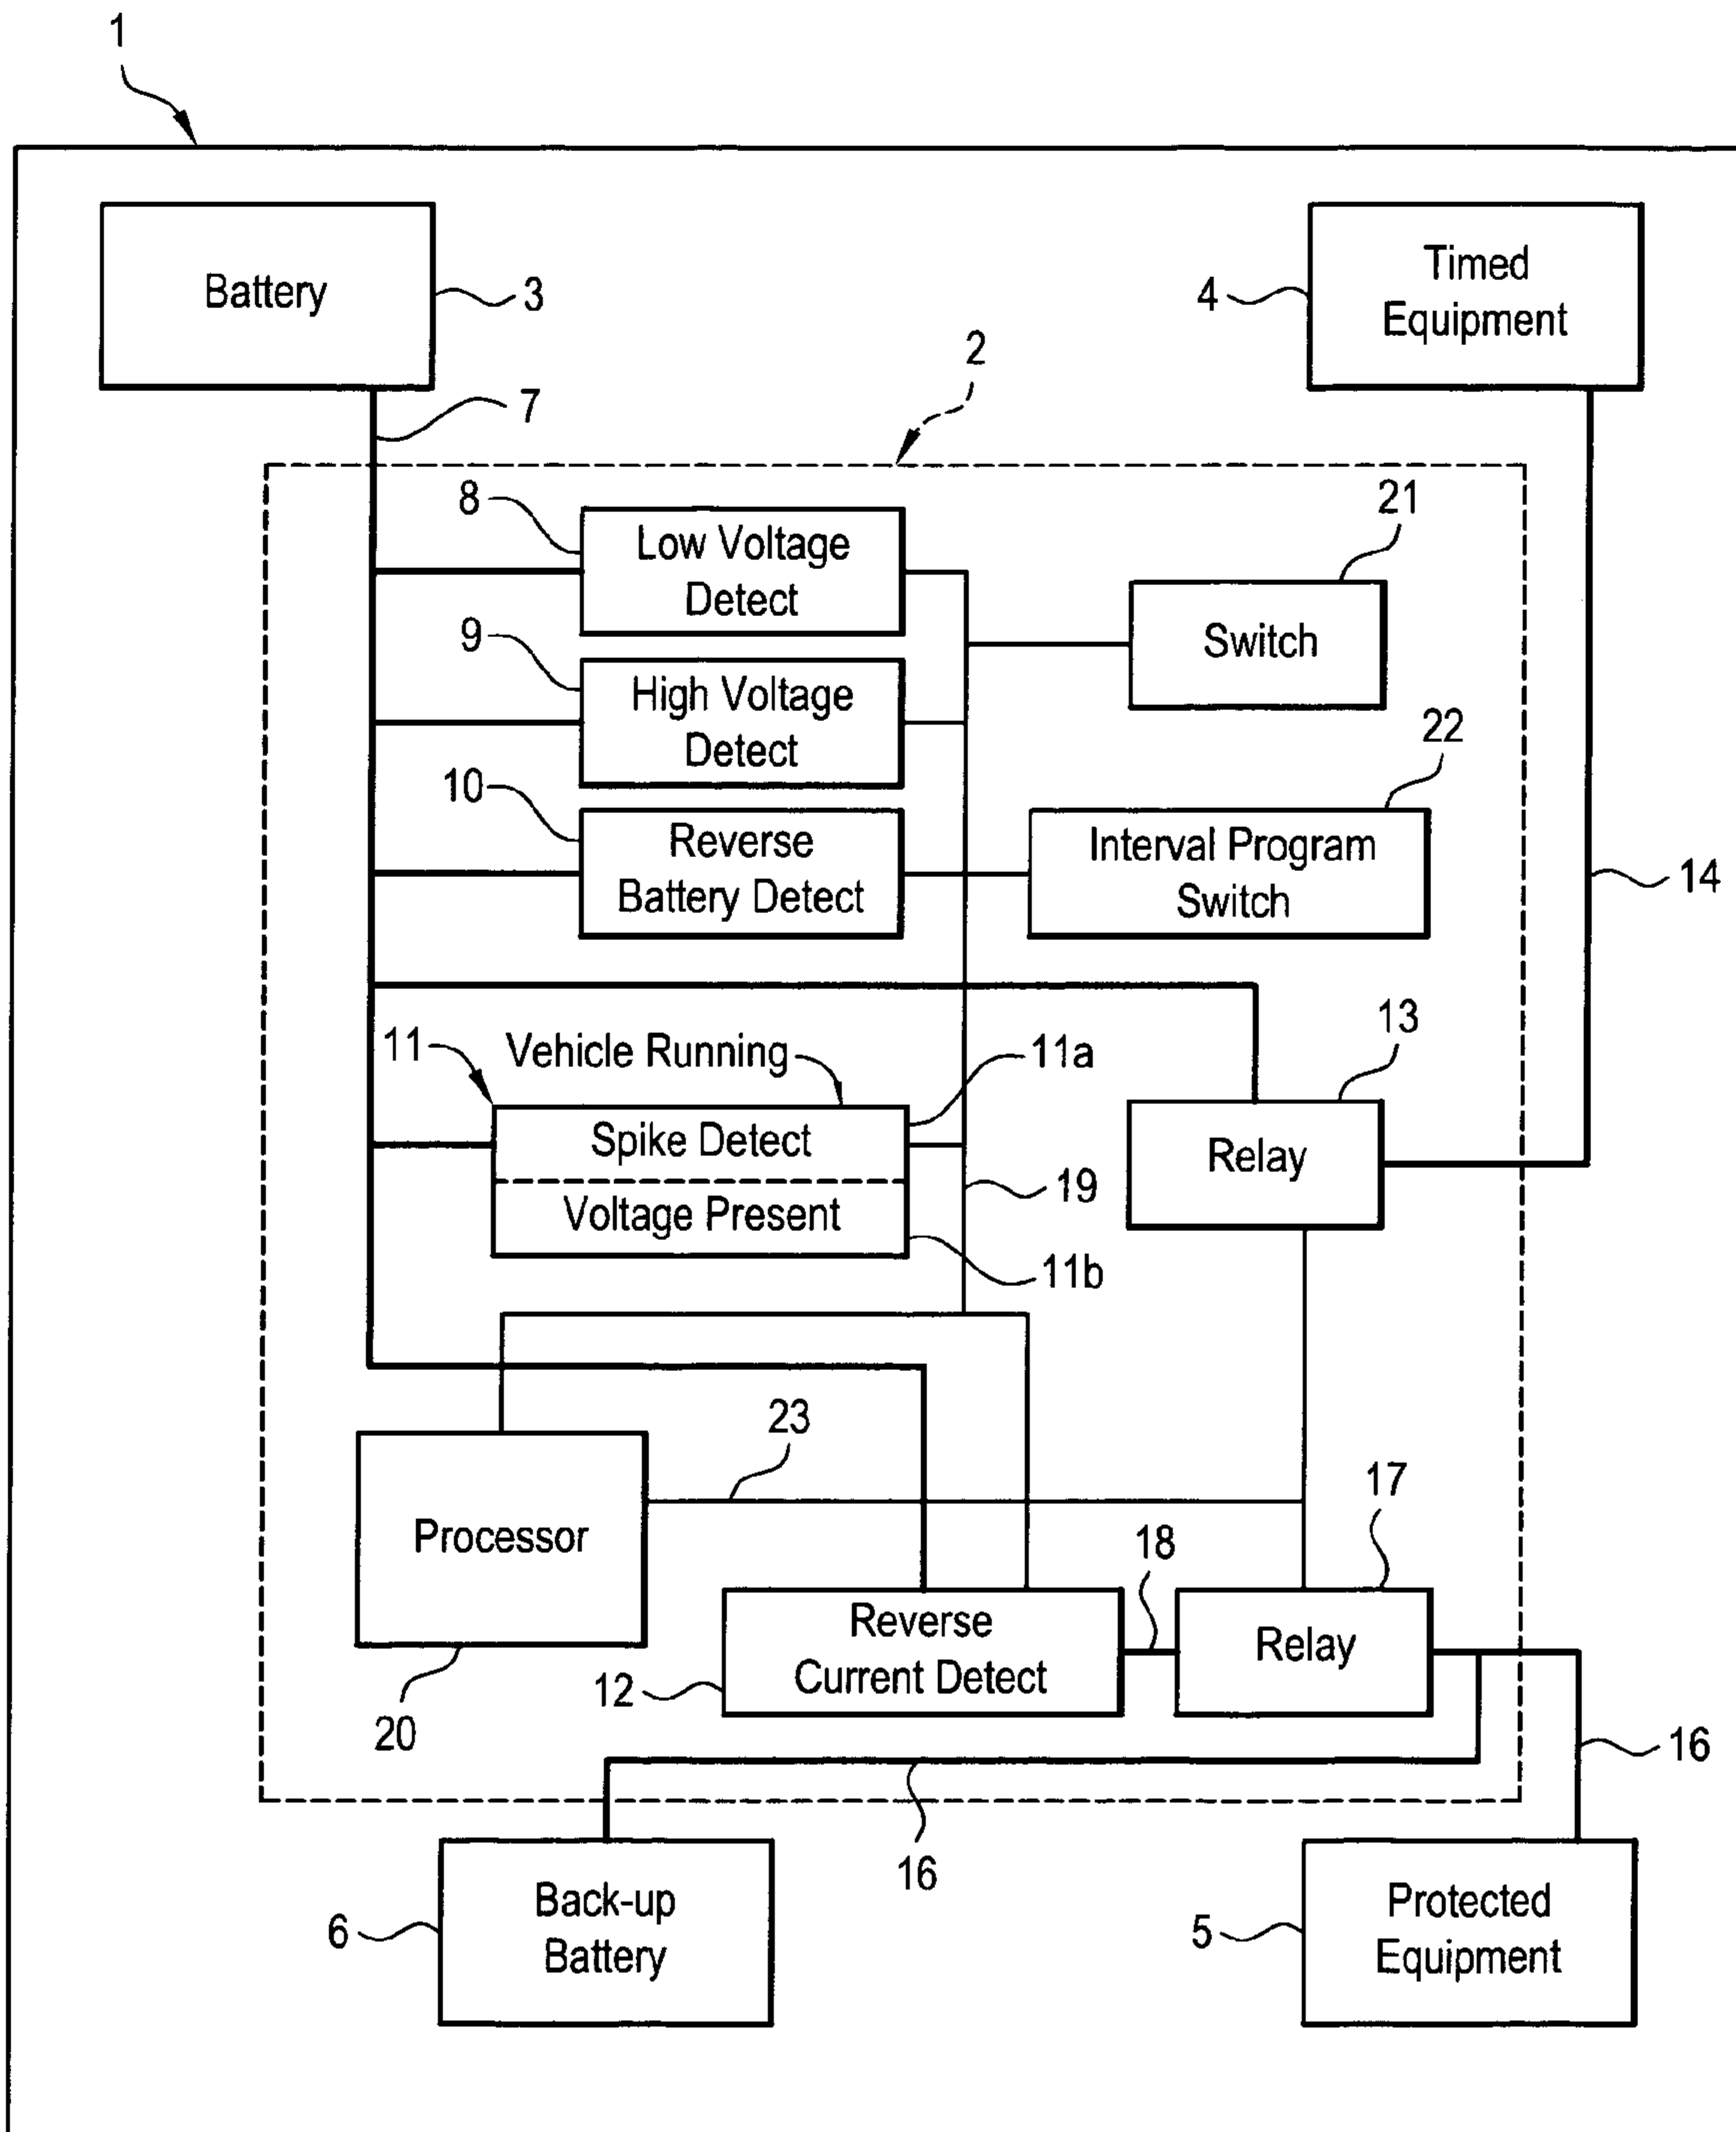 1
Battery
3
4
Timed
Equipment
2
7
8
Low Voltage
Detect
21
Switch
9
High Voltage
Detect
22
10
Reverse
Battery Detect
Interval Program
Switch
14
13
11
Vehicle Running
11a
Spike Detect
Relay
19
Voltage Present
11b
23
17
Processor
18
Reverse
Current Detect
Relay
12
20
16
16
6
Back-up
Battery
5
Protected
Equipment